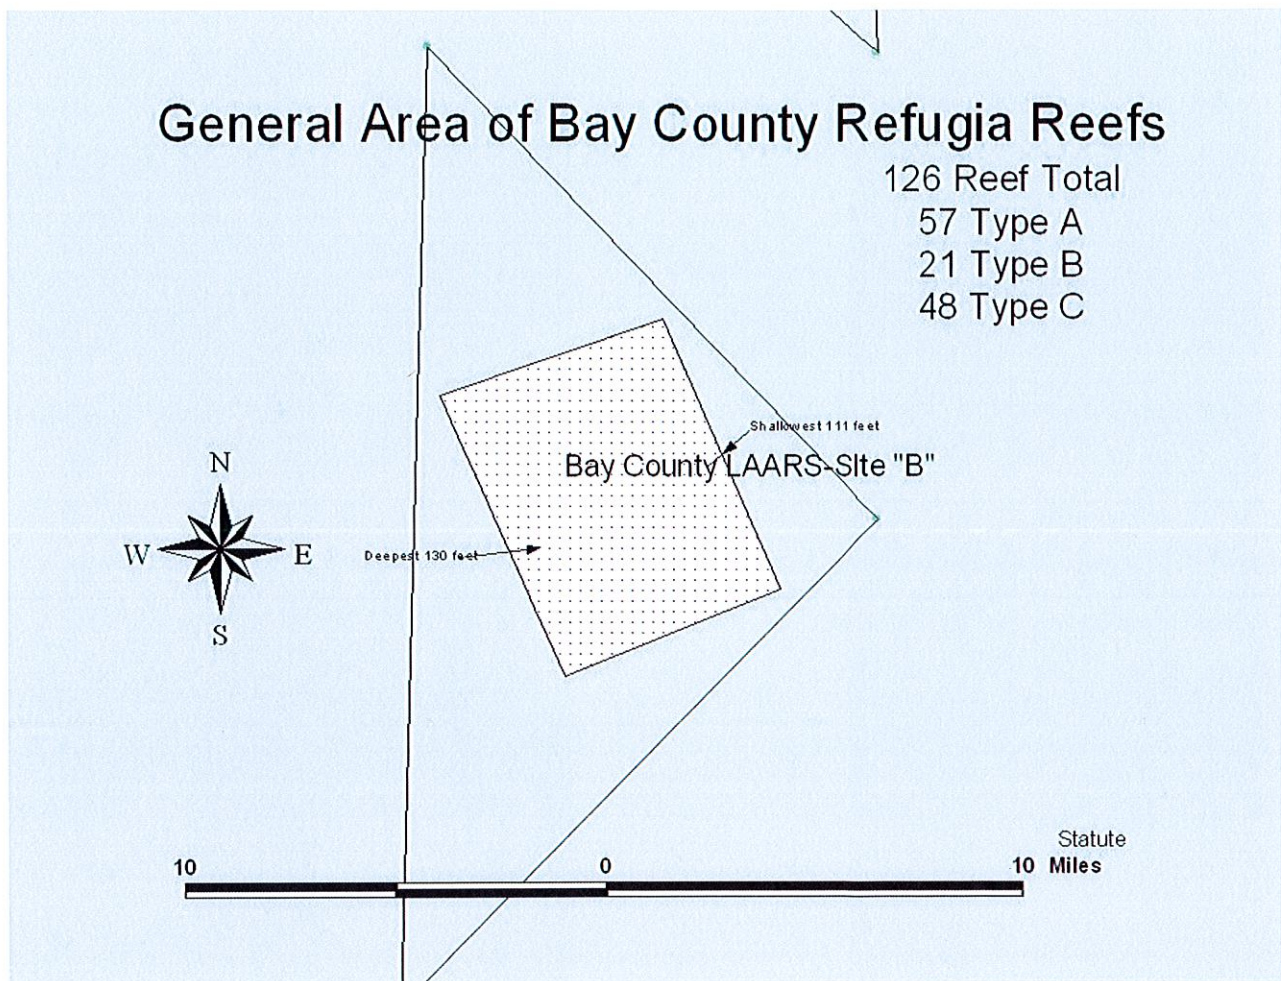 General Area of Bay County Refugia Reefs
126 Reef Total
57 Type A
21 Type B
48 Type C
Shallowest 111 feet
Bay County LAARS-SIte "B"
N
W
E
S
Deepest 130 feet
Statute
10
0
10 Miles